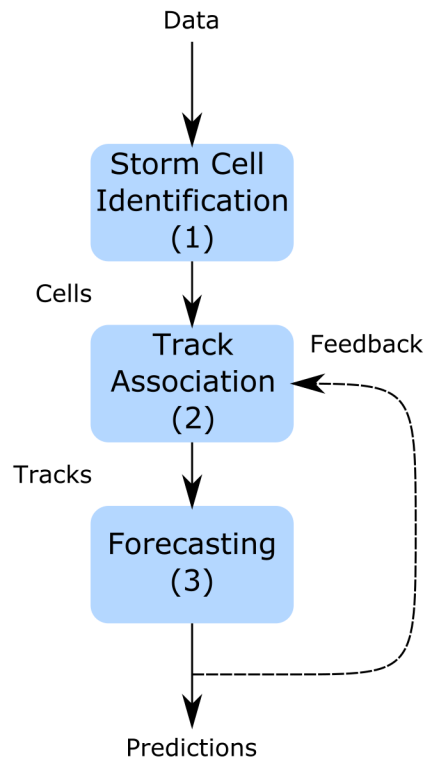 Data
Storm Cell
Identification
(1)
Cells
Track
Association
(2)
Feedback
Tracks
Forecasting
(3)
Predictions